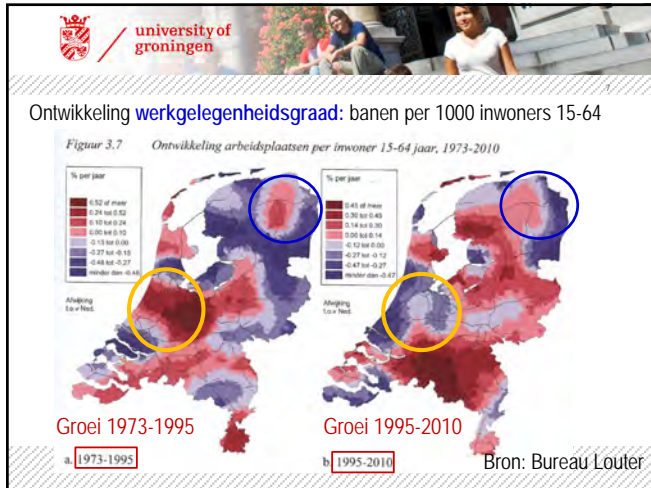 university of
groningen
7
Ontwikkeling werkgelegenheidsgraad: banen per 1000 inwoners 15-64
Figuur 3.7 Ontwikkeling arbeidsplaatsen per inwoner 15-64 jaar, 1973-2010
% per jaar
0.52 of meer
0.24 tot 0.52
0.10 tot 0.24
0.00 tot 0.10
-0.15 tot 0.00
-0.27 tot -0.15
-0.46 tot -0.27
minder dan -0.46
Afwijking
t.o.v Ned.
% per jaar
0.45 of meer
0.30 tot 0.45
0.14 tot 0.30
0.00 tot 0.14
-0.12 tot 0.00
-0.27 tot -0.12
-0.47 tot -0.27
minder dan -0.47
Afwijking
t.o.v Ned.
Groei 1973-1995
Groei 1995-2010
a. 1973-1995
b. 1995-2010
Bron: Bureau Louter